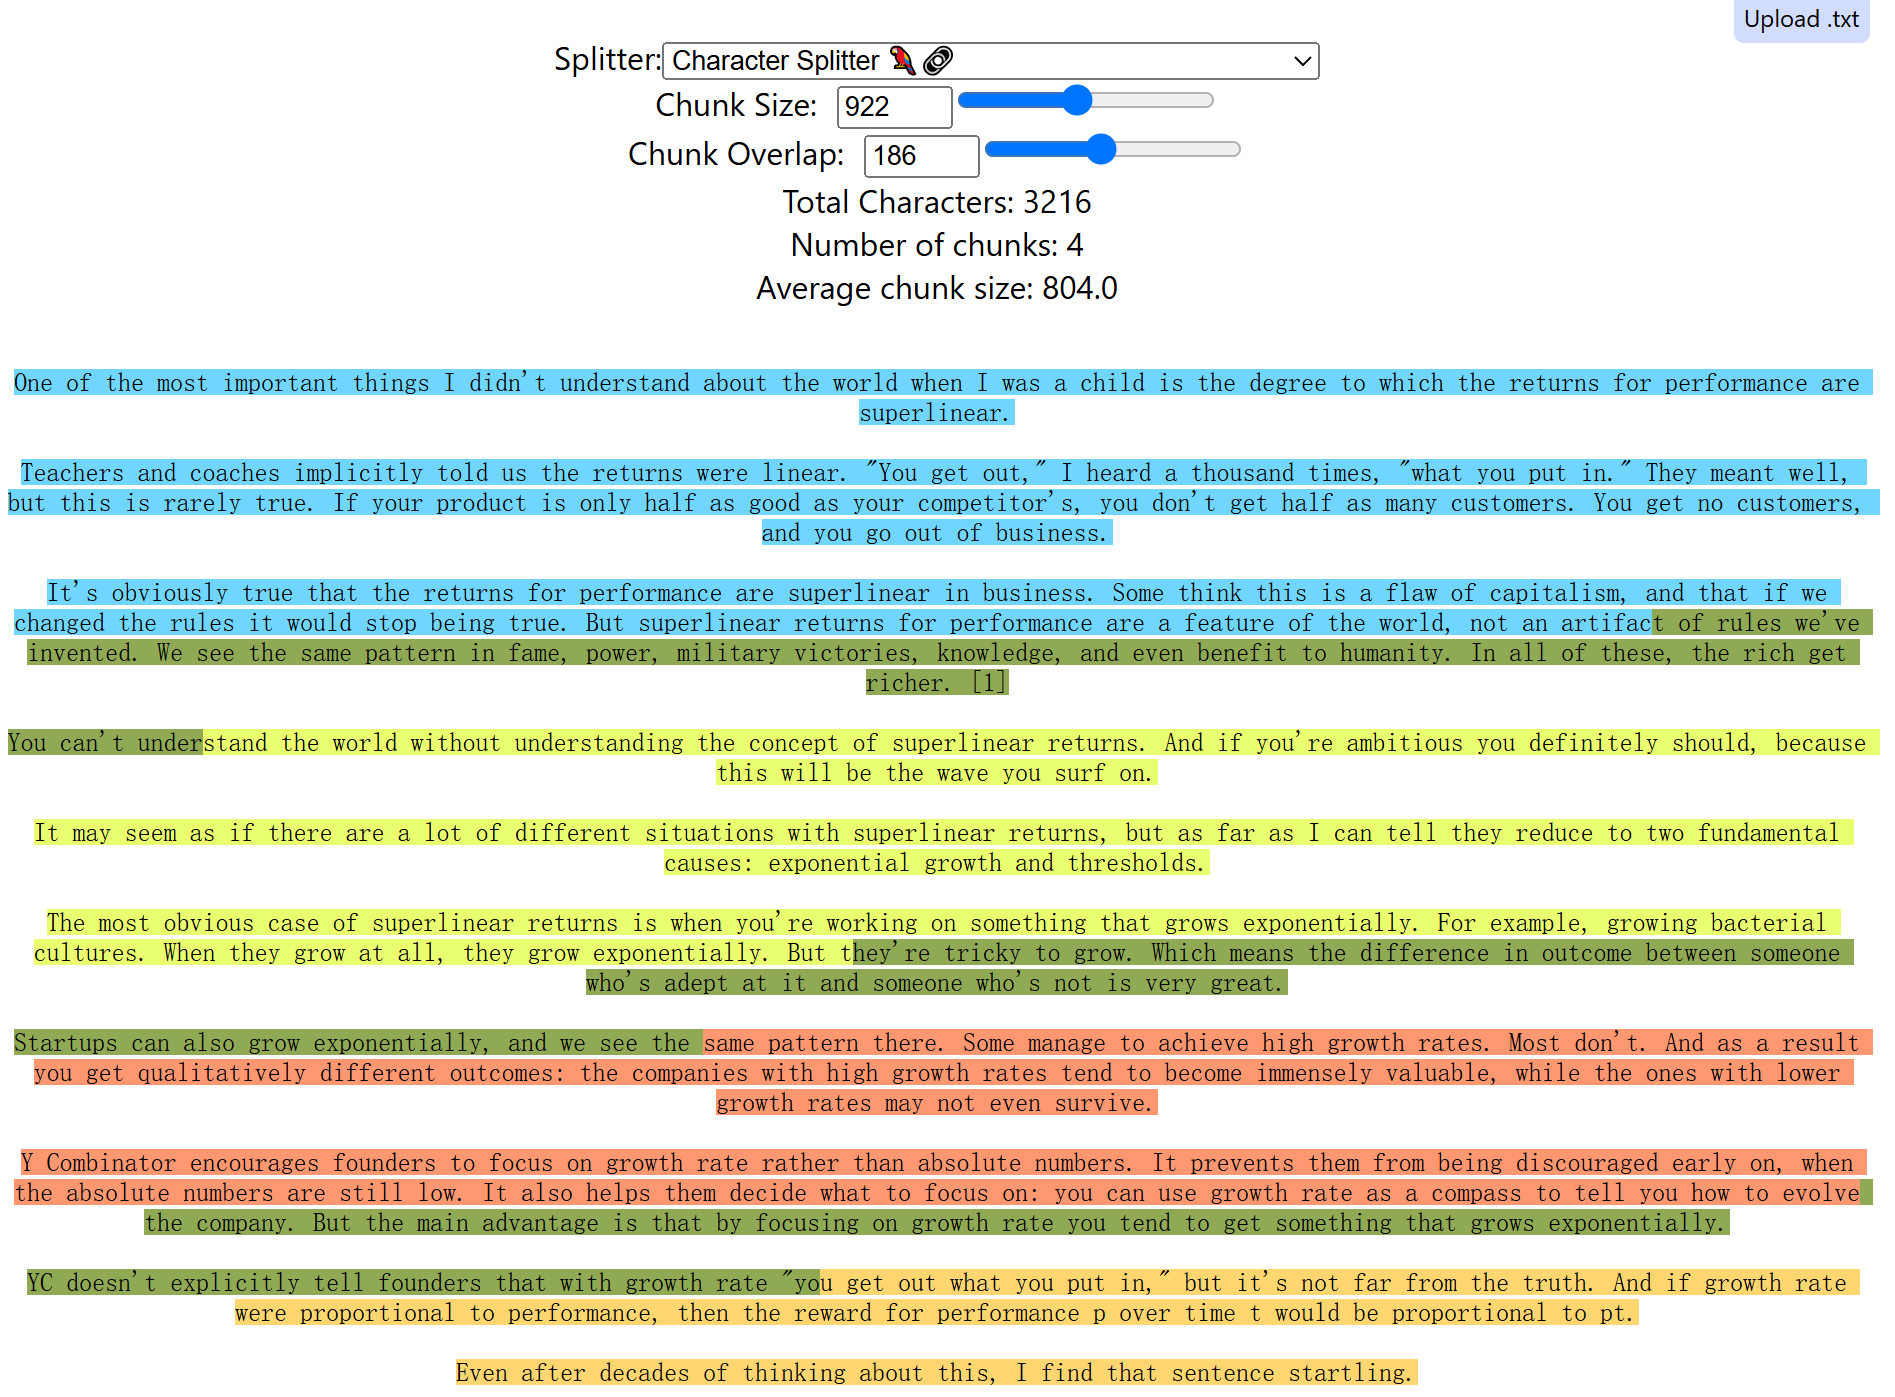 Upload .txt
Splitter: Character Splitter 🦜🔗
Chunk Size: 922
Chunk Overlap: 186
Total Characters: 3216
Number of chunks: 4
Average chunk size: 804.0
One of the most important things I didn't understand about the world when I was a child is the degree to which the returns for performance are
superlinear.
Teachers and coaches implicitly told us the returns were linear. "You get out," I heard a thousand times, "what you put in." They meant well,
but this is rarely true. If your product is only half as good as your competitor's, you don't get half as many customers. You get no customers,
and you go out of business.
It's obviously true that the returns for performance are superlinear in business. Some think this is a flaw of capitalism, and that if we
changed the rules it would stop being true. But superlinear returns for performance are a feature of the world, not an artifact of rules we've
invented. We see the same pattern in fame, power, military victories, knowledge, and even benefit to humanity. In all of these, the rich get
richer. [1]
You can't understand the world without understanding the concept of superlinear returns. And if you're ambitious you definitely should, because
this will be the wave you surf on.
It may seem as if there are a lot of different situations with superlinear returns, but as far as I can tell they reduce to two fundamental
causes: exponential growth and thresholds.
The most obvious case of superlinear returns is when you're working on something that grows exponentially. For example, growing bacterial
cultures. When they grow at all, they grow exponentially. But they're tricky to grow. Which means the difference in outcome between someone
who's adept at it and someone who's not is very great.
Startups can also grow exponentially, and we see the same pattern there. Some manage to achieve high growth rates. Most don't. And as a result
you get qualitatively different outcomes: the companies with high growth rates tend to become immensely valuable, while the ones with lower
growth rates may not even survive.
Y Combinator encourages founders to focus on growth rate rather than absolute numbers. It prevents them from being discouraged early on, when
the absolute numbers are still low. It also helps them decide what to focus on: you can use growth rate as a compass to tell you how to evolve
the company. But the main advantage is that by focusing on growth rate you tend to get something that grows exponentially.
YC doesn't explicitly tell founders that with growth rate "you get out what you put in," but it's not far from the truth. And if growth rate
were proportional to performance, then the reward for performance p over time t would be proportional to pt.
Even after decades of thinking about this, I find that sentence startling.